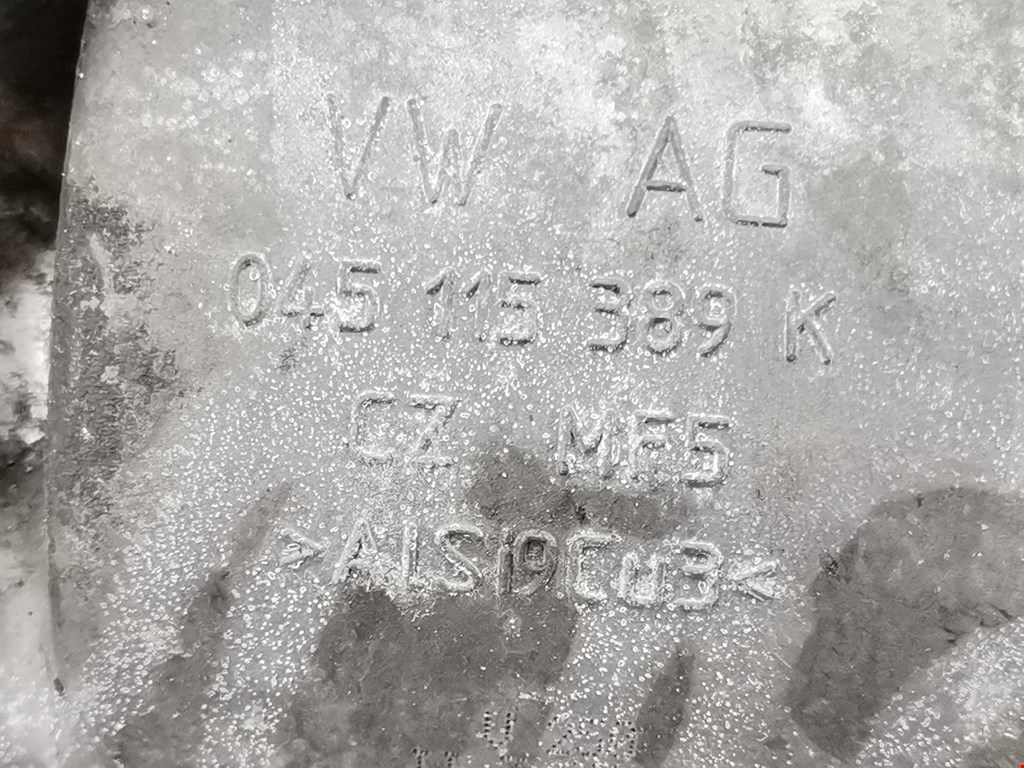 VW AG
045 115 389 K
CZ MF5
>ALSi9Cu3<